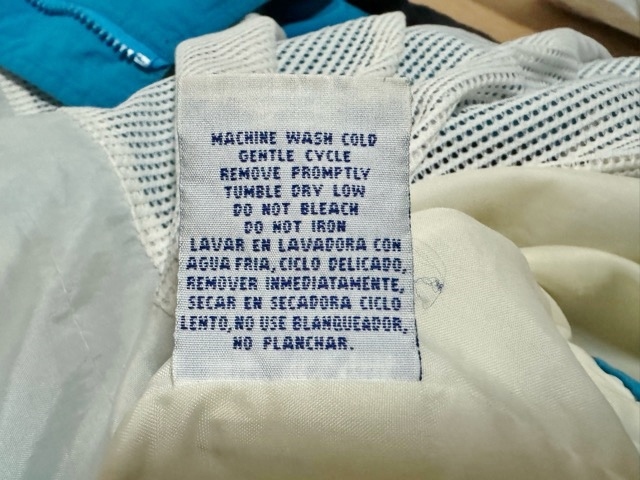 MACHINE WASH COLD
GENTLE CYCLE
REMOVE PROMPTLY
TUMBLE DRY LOW
DO NOT BLEACH
DO NOT IRON
LAVAR EN LAVADORA CON
AGUA FRIA, CICLO DELICADO,
REMOVER INMEDIATAMENTE,
SECAR EN SECADORA CICLO
LENTO, NO USE BLANQUEADOR,
NO PLANCHAR.